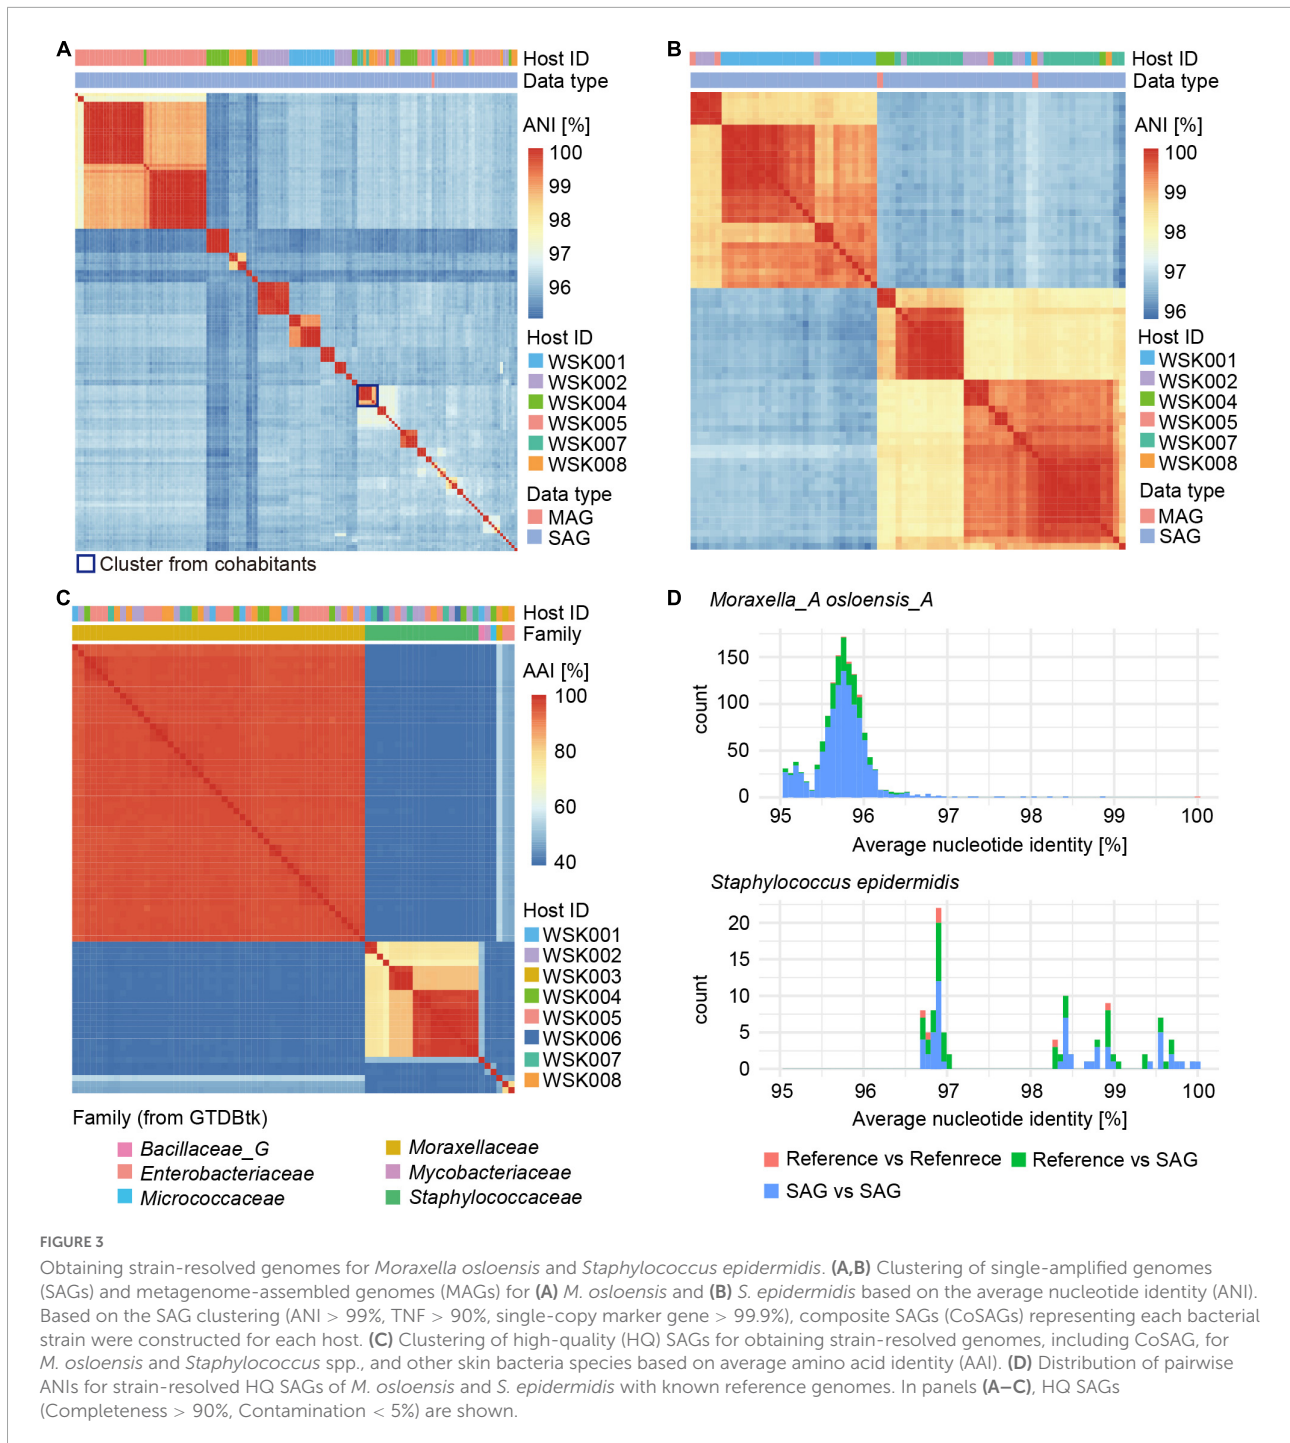 A
Host ID
Data type
ANI [%]
100
99
98
97
96
Host ID
WSK001
WSK002
WSK004
WSK005
WSK007
WSK008
Data type
MAG
SAG
Cluster from cohabitants
B
Host ID
Data type
ANI [%]
100
99
98
97
96
Host ID
WSK001
WSK002
WSK004
WSK005
WSK007
WSK008
Data type
MAG
SAG
C
Host ID
Family
AAI [%]
100
80
60
40
Host ID
WSK001
WSK002
WSK003
WSK004
WSK005
WSK006
WSK007
WSK008
Family (from GTDBtk)
Bacillaceae_G
Enterobacteriaceae
Micrococcaceae
Moraxellaceae
Mycobacteriaceae
Staphylococcaceae
D
Moraxella_A osloensis_A
150
100
50
0
count
95 96 97 98 99 100
Average nucleotide identity [%]
Staphylococcus epidermidis
20
15
10
5
0
count
95 96 97 98 99 100
Average nucleotide identity [%]
Reference vs Refenrece
Reference vs SAG
SAG vs SAG
FIGURE 3
Obtaining strain-resolved genomes for Moraxella osloensis and Staphylococcus epidermidis. (A,B) Clustering of single-amplified genomes
(SAGs) and metagenome-assembled genomes (MAGs) for (A) M. osloensis and (B) S. epidermidis based on the average nucleotide identity (ANI).
Based on the SAG clustering (ANI > 99%, TNF > 90%, single-copy marker gene > 99.9%), composite SAGs (CoSAGs) representing each bacterial
strain were constructed for each host. (C) Clustering of high-quality (HQ) SAGs for obtaining strain-resolved genomes, including CoSAG, for
M. osloensis and Staphylococcus spp., and other skin bacteria species based on average amino acid identity (AAI). (D) Distribution of pairwise
ANIs for strain-resolved HQ SAGs of M. osloensis and S. epidermidis with known reference genomes. In panels (A–C), HQ SAGs
(Completeness > 90%, Contamination < 5%) are shown.